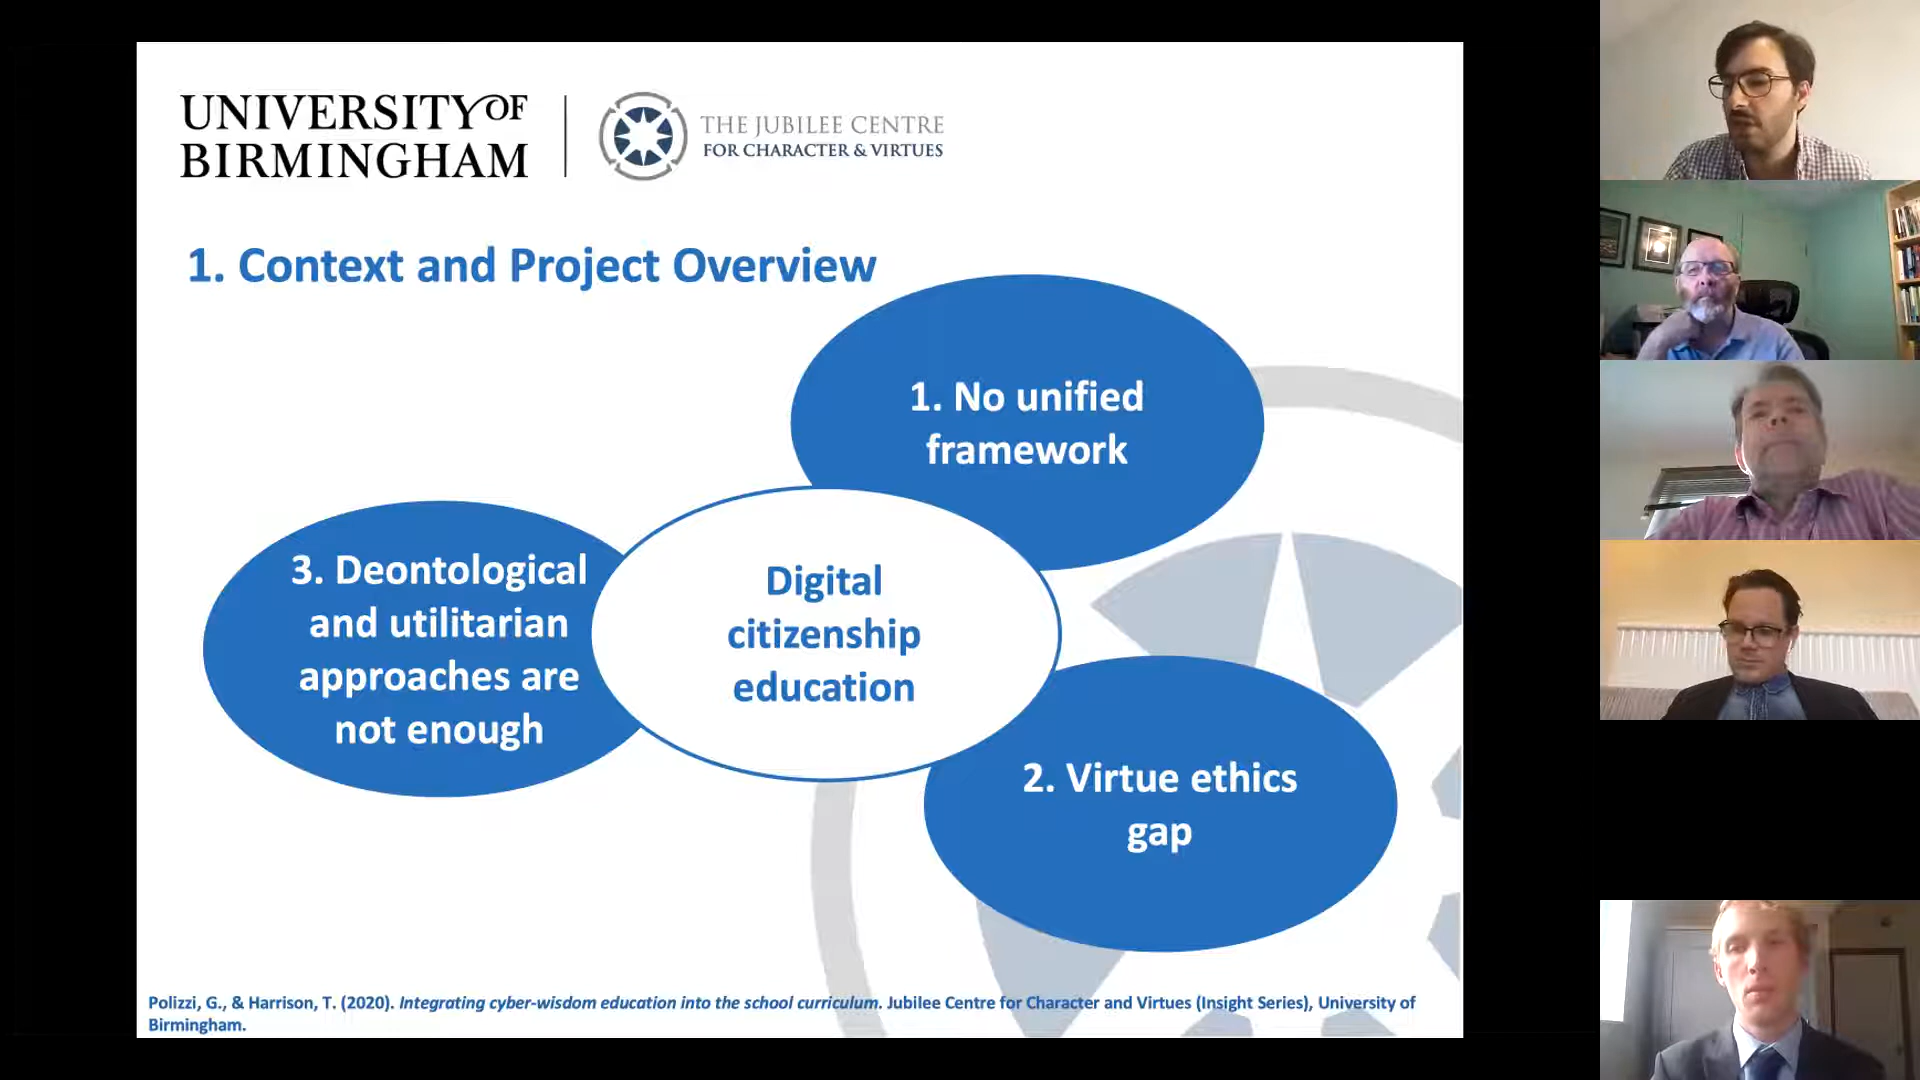 UNIVERSITY OF
BIRMINGHAM
THE JUBILEE CENTRE
FOR CHARACTER & VIRTUES
1. Context and Project Overview
1. No unified
framework
3. Deontological
and utilitarian
approaches are
not enough
Digital
citizenship
education
2. Virtue ethics
gap
Polizzi, G., & Harrison, T. (2020). Integrating cyber-wisdom education into the school curriculum. Jubilee Centre for Character and Virtues (Insight Series), University of
Birmingham.